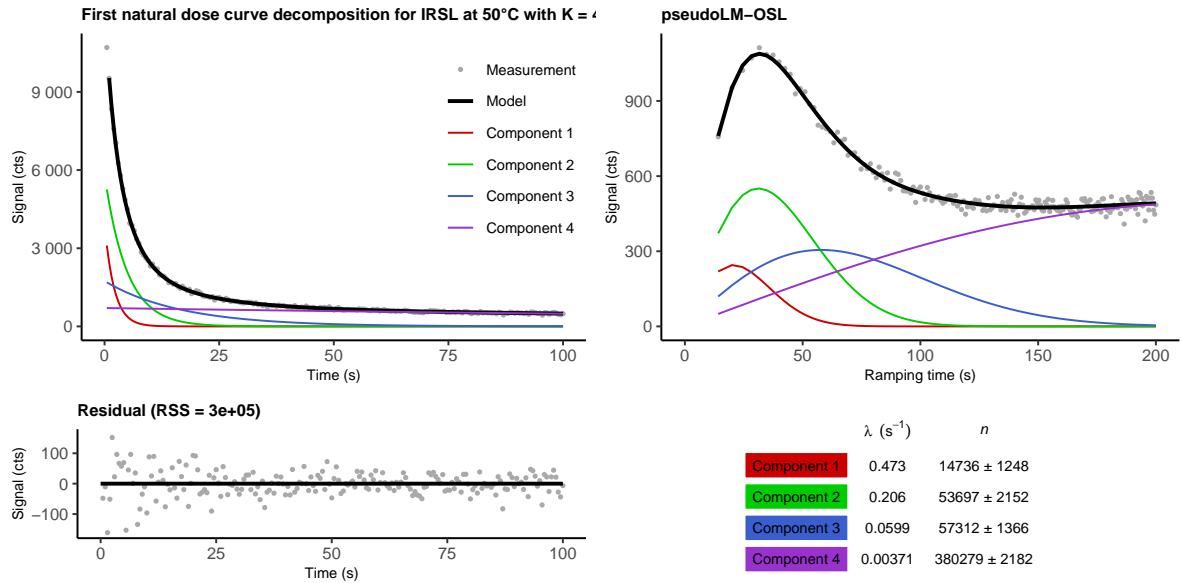 First natural dose curve decomposition for IRSL at 50°C with K = 4
Signal (cts)
9 000
6 000
3 000
0
Measurement
Model
Component 1
Component 2
Component 3
Component 4
0
25
50
75
100
Time (s)
pseudoLM−OSL
Signal (cts)
900
600
300
0
0
50
100
150
200
Ramping time (s)
Residual (RSS = 3e+05)
Signal (cts)
100
0
−100
0
25
50
75
100
Time (s)
λ (s⁻¹) n
Component 1 0.473 14736 ± 1248
Component 2 0.206 53697 ± 2152
Component 3 0.0599 57312 ± 1366
Component 4 0.00371 380279 ± 2182